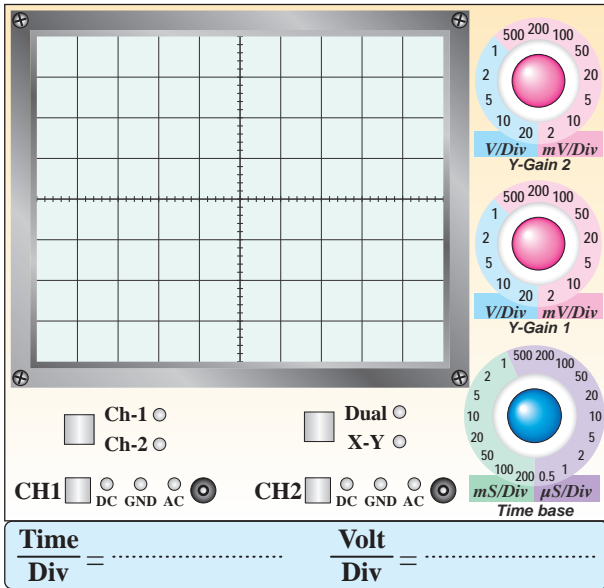 500 200 100
1 50
2 20
5 10
10 20 2
V/Div mV/Div
Y-Gain 2
500 200 100
1 50
2 20
5 10
10 20 2
V/Div mV/Div
Y-Gain 1
1 500 200 100
2 50
5 20
10 10
20 5
50 2
100 200 0.5 1
mS/Div µS/Div
Time base
Ch-1
Ch-2
Dual
X-Y
CH1 DC GND AC
CH2 DC GND AC
Time/Div = ........................
Volt/Div = ........................